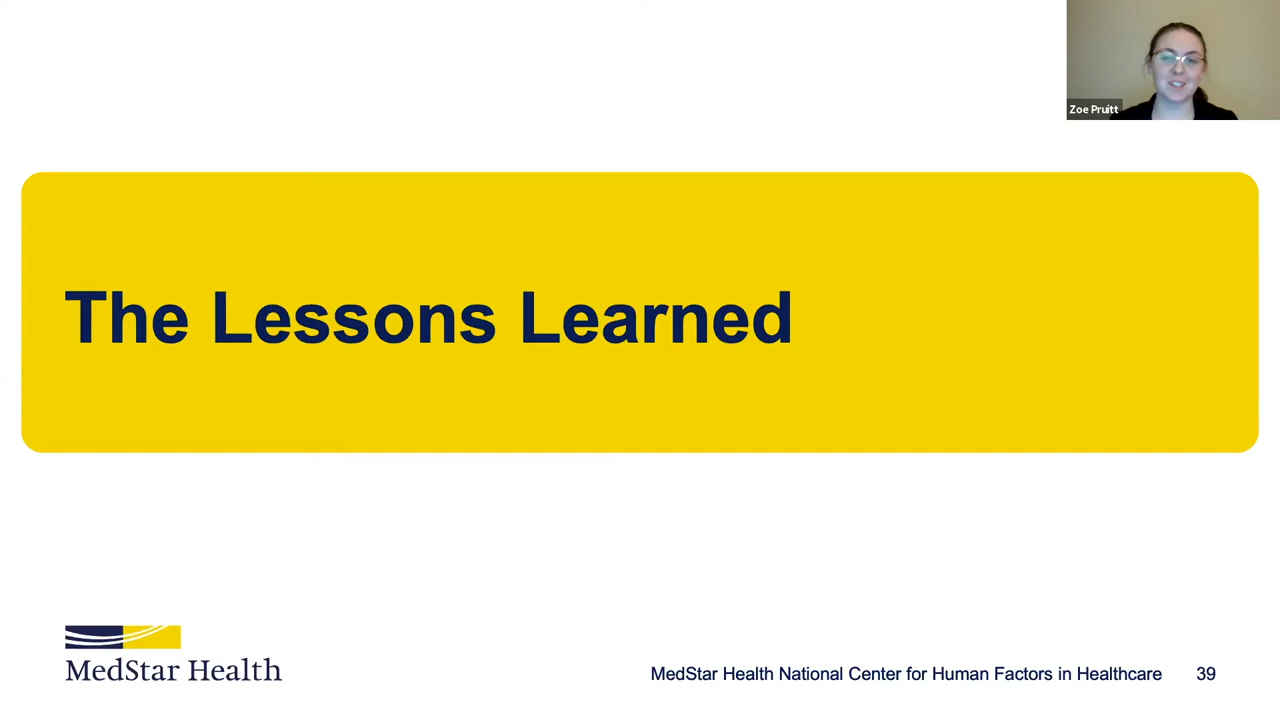 Zoe Pruitt
The Lessons Learned
MedStar Health
MedStar Health National Center for Human Factors in Healthcare 39